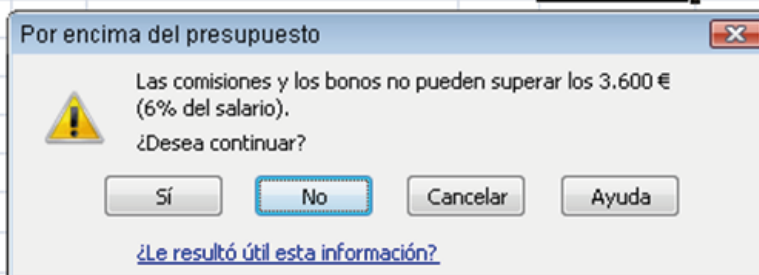 Por encima del presupuesto
Las comisiones y los bonos no pueden superar los 3.600 €
(6% del salario).
¿Desea continuar?
Sí No Cancelar Ayuda
¿Le resultó útil esta información?